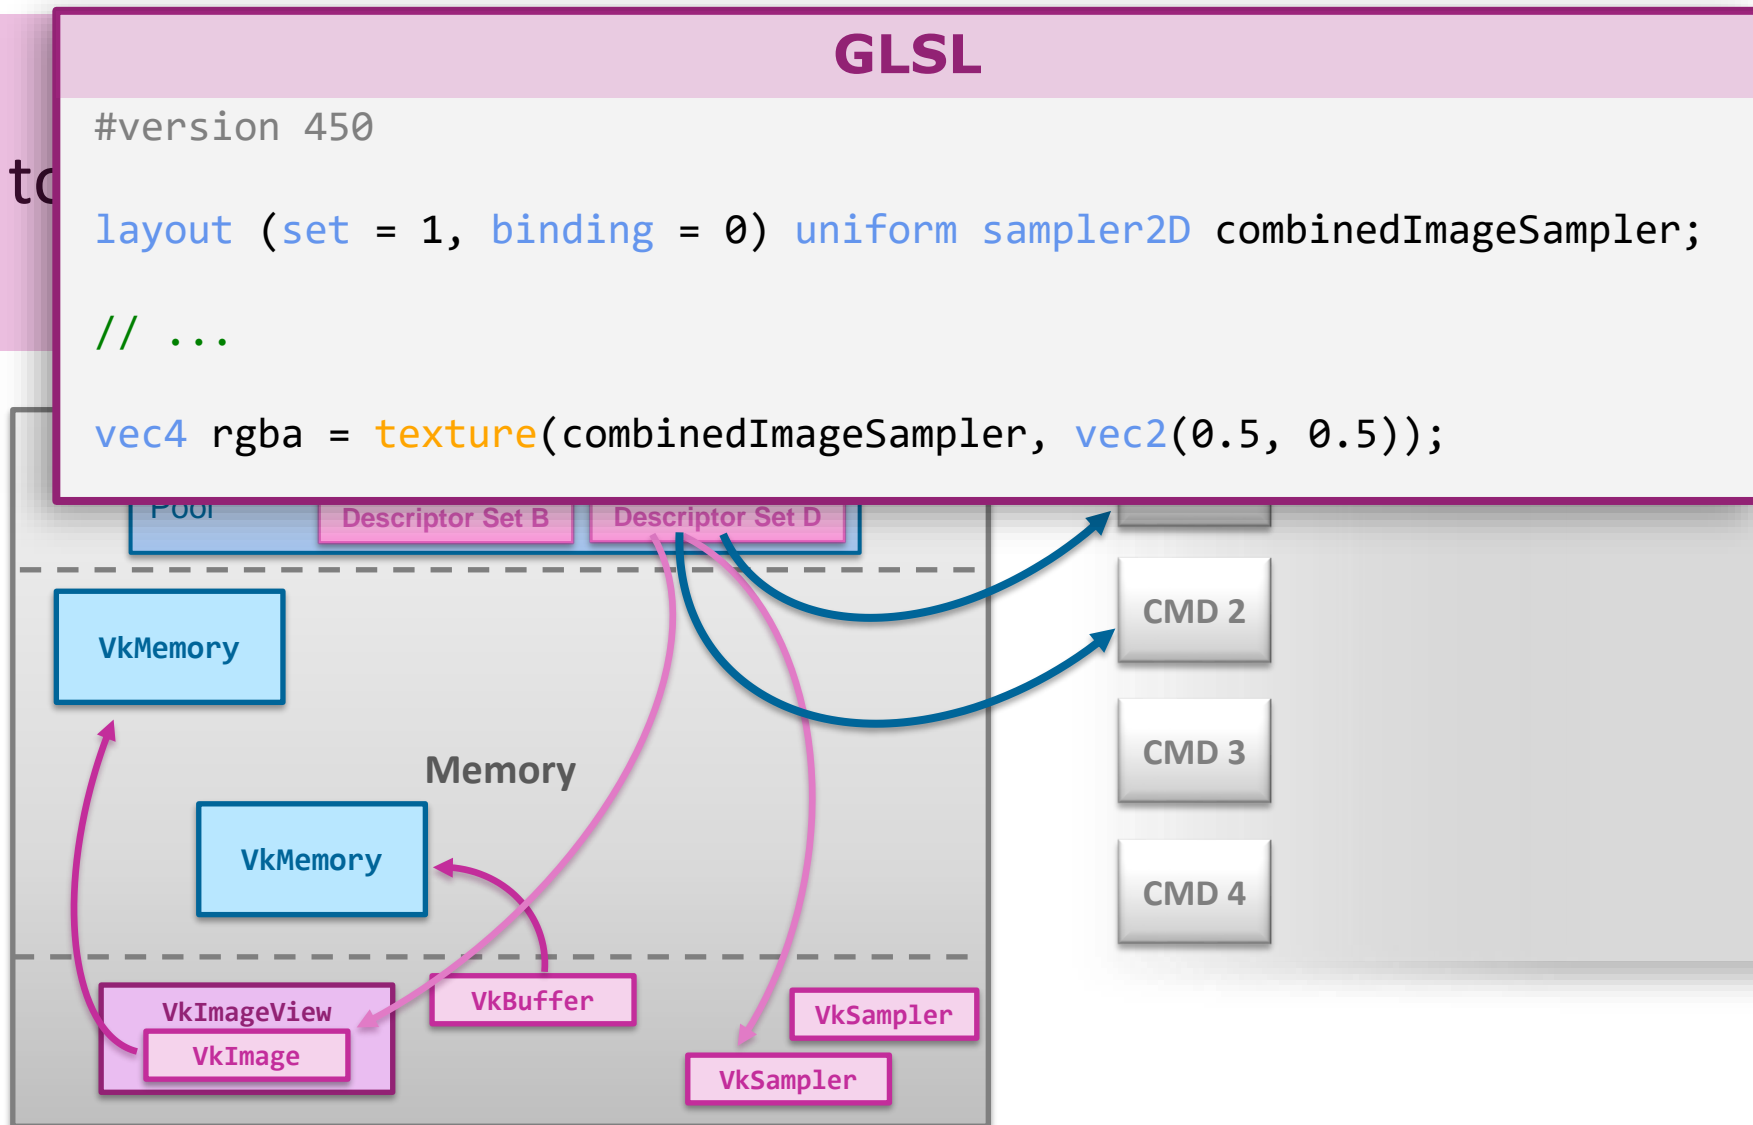 GLSL
#version 450
to
layout (set = 1, binding = 0) uniform sampler2D combinedImageSampler;
// ...
vec4 rgba = texture(combinedImageSampler, vec2(0.5, 0.5));
Pool
Descriptor Set B
Descriptor Set D
CMD 2
VkMemory
CMD 3
Memory
VkMemory
CMD 4
VkImageView
VkBuffer
VkSampler
VkImage
VkSampler